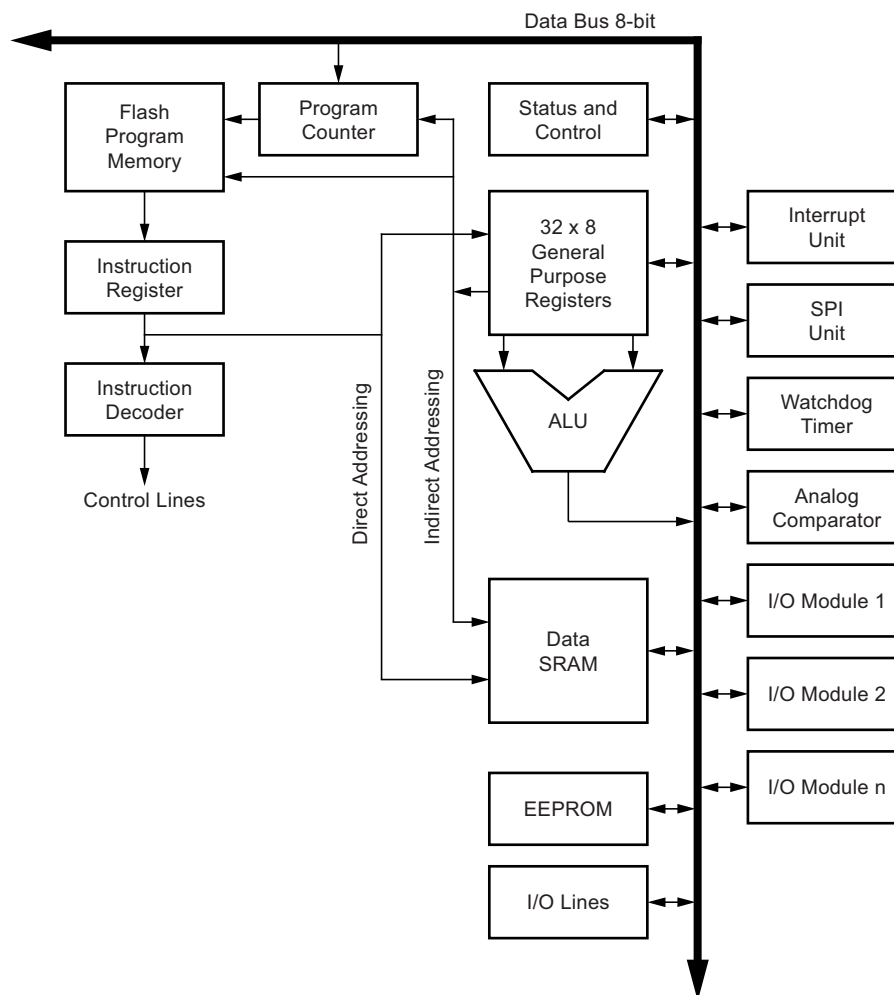 Data Bus 8-bit
Flash
Program
Memory
Program
Counter
Status and
Control
32 x 8
General
Purpose
Registers
Interrupt
Unit
Instruction
Register
SPI
Unit
Instruction
Decoder
Direct Addressing
Indirect Addressing
ALU
Watchdog
Timer
Control Lines
Analog
Comparator
I/O Module 1
Data
SRAM
I/O Module 2
I/O Module n
EEPROM
I/O Lines